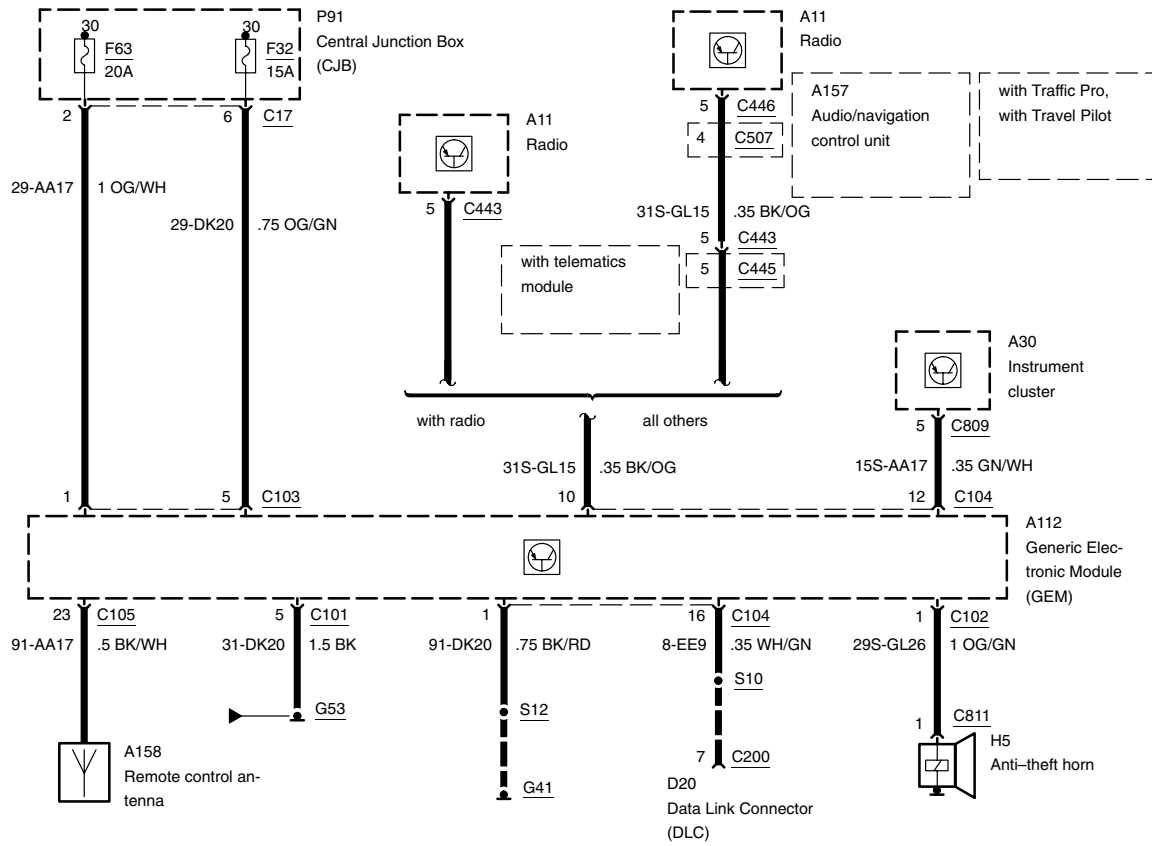 30
30
F63
20A
F32
15A
P91
Central Junction Box
(CJB)
2
6
C17
29-AA17
1 OG/WH
29-DK20
.75 OG/GN
A11
Radio
5
C443
A11
Radio
5
C446
4
C507
A157
Audio/navigation
control unit
with Traffic Pro,
with Travel Pilot
31S-GL15
.35 BK/OG
5
C443
5
C445
with telematics
module
with radio
all others
A30
Instrument
cluster
5
C809
31S-GL15
.35 BK/OG
15S-AA17
.35 GN/WH
1
5
C103
10
12
C104
A112
Generic Elec-
tronic Module
(GEM)
23
C105
5
C101
1
16
C104
1
C102
91-AA17
.5 BK/WH
31-DK20
1.5 BK
91-DK20
.75 BK/RD
8-EE9
.35 WH/GN
29S-GL26
1 OG/GN
G53
S12
S10
1
C811
A158
Remote control an-
tenna
G41
7
C200
D20
Data Link Connector
(DLC)
H5
Anti–theft horn